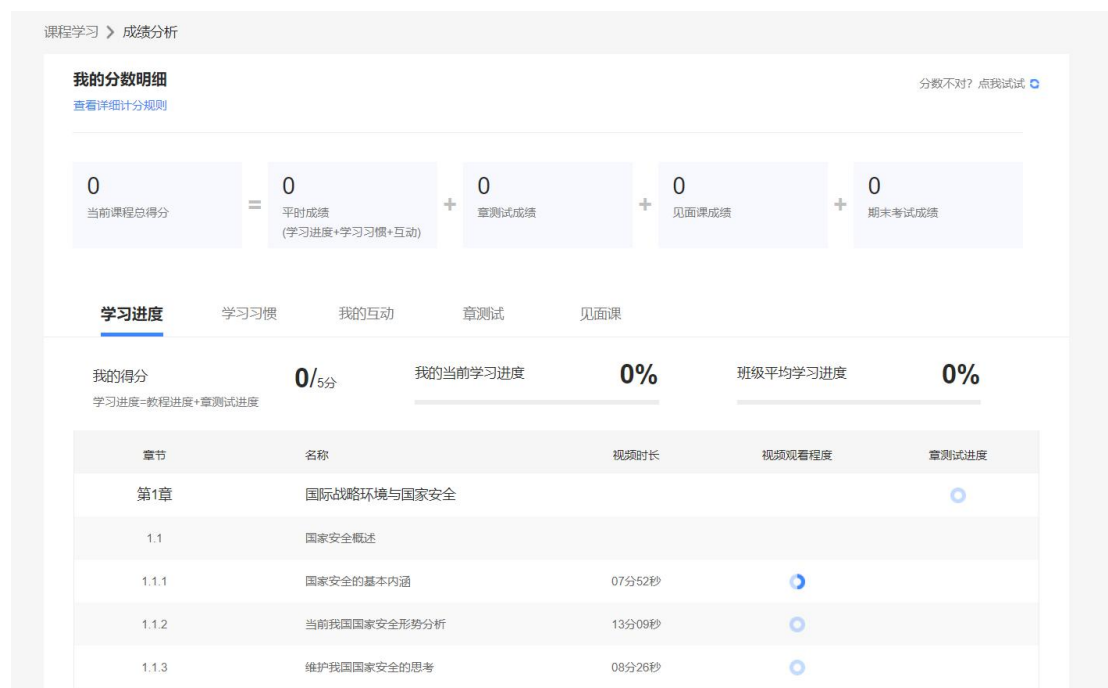 课程学习 > 成绩分析
我的分数明细
分数不对？点我试试
查看详细计分规则
0 = 0 + 0 + 0 + 0
当前课程总得分 平时成绩 章测试成绩 见面课成绩 期末考试成绩
(学习进度+学习习惯+互动)
学习进度 学习习惯 我的互动 章测试 见面课
我的得分 0/5分 我的当前学习进度 0% 班级平均学习进度 0%
学习进度=教程进度+章测试进度
章节 名称 视频时长 视频观看程度 章测试进度
第1章 国际战略环境与国家安全
1.1 国家安全概述
1.1.1 国家安全的基本内涵 07分52秒
1.1.2 当前我国国家安全形势分析 13分09秒
1.1.3 维护我国国家安全的思考 08分26秒